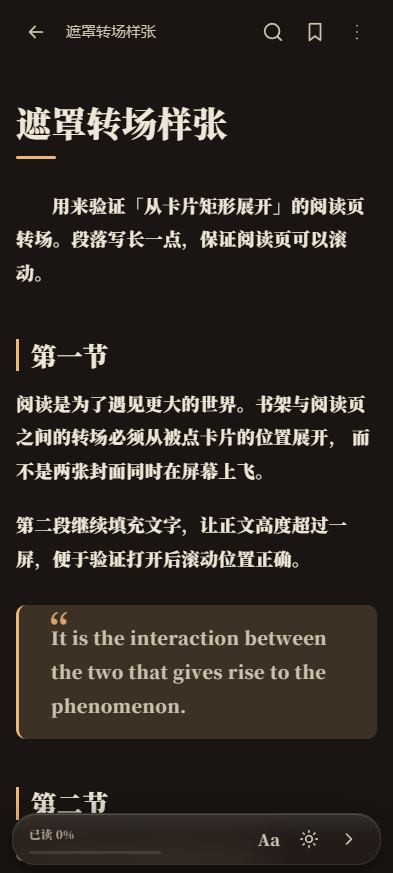 遮罩转场样张
遮罩转场样张
用来验证「从卡片矩形展开」的阅读页
转场。段落写长一点，保证阅读页可以滚
动。
第一节
阅读是为了遇见更大的世界。书架与阅读页
之间的转场必须从被点卡片的位置展开， 而
不是两张封面同时在屏幕上飞。
第二段继续填充文字，让正文高度超过一
屏，便于验证打开后滚动位置正确。
“
It is the interaction between
the two that gives rise to the
phenomenon.
第二节
已读 0%
Aa